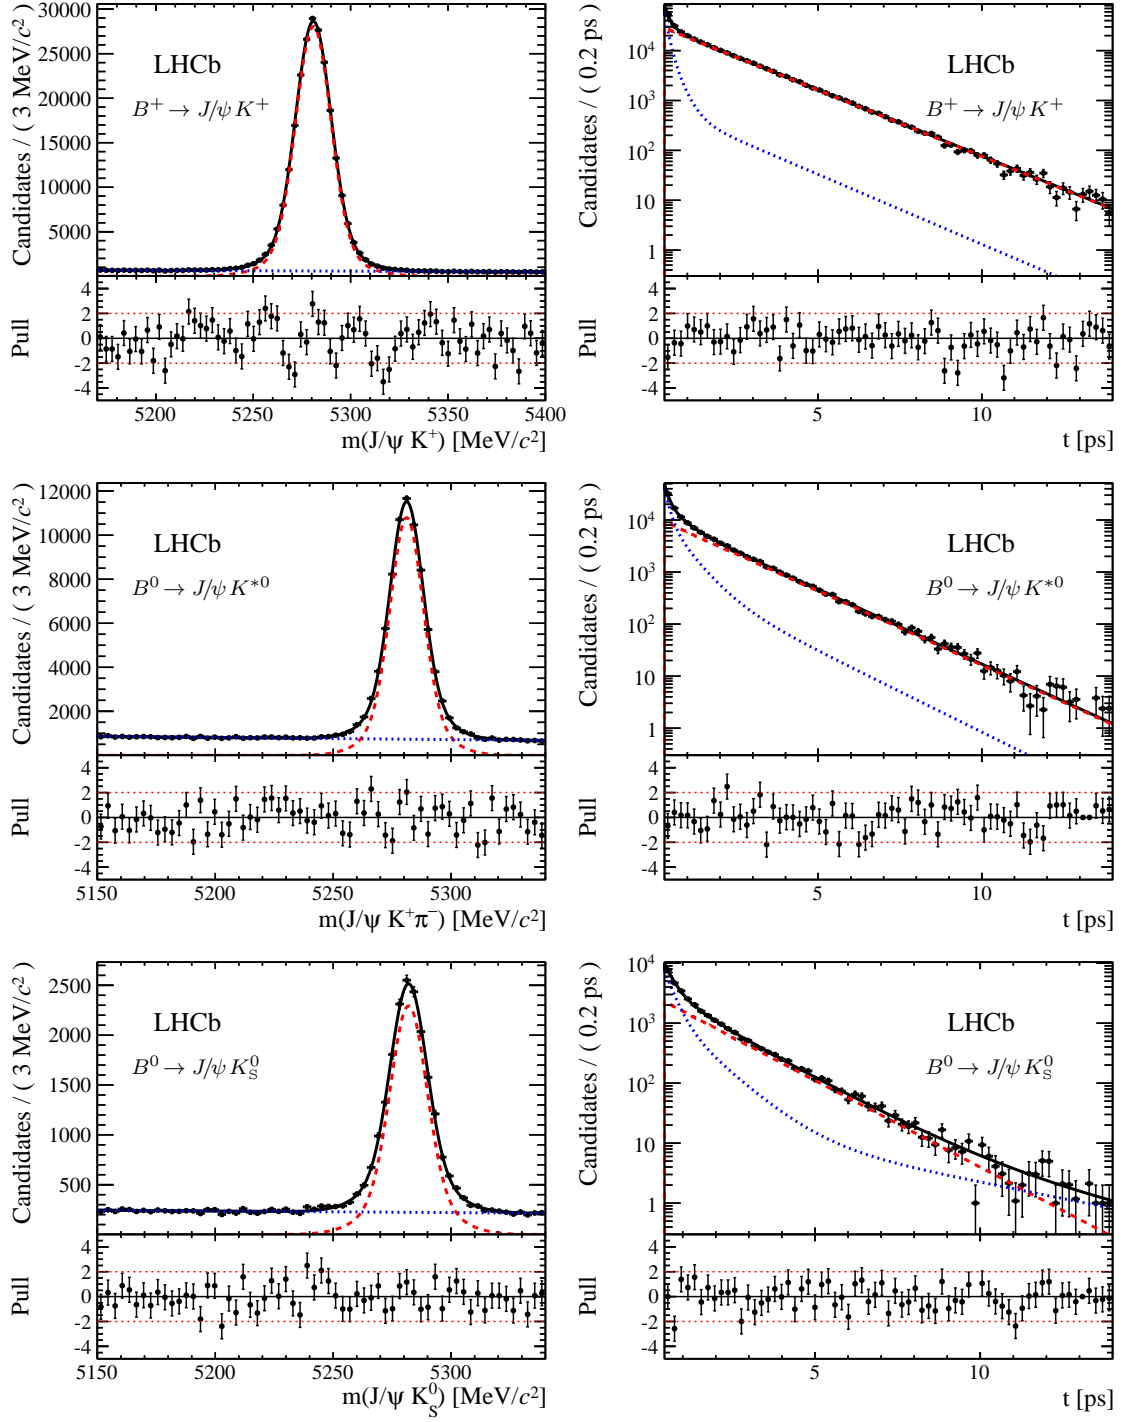 Candidates / ( 3 MeV/c²)
30000
25000
20000
15000
10000
5000
LHCb
B⁺ → J/ψ K⁺
Pull
4
2
0
−2
−4
5200 5250 5300 5350 5400
m(J/ψ K⁺) [MeV/c²]
Candidates / ( 0.2 ps )
10⁴
10³
10²
10
1
LHCb
B⁺ → J/ψ K⁺
Pull
4
2
0
−2
−4
5 10
t [ps]
Candidates / ( 3 MeV/c²)
12000
10000
8000
6000
4000
2000
LHCb
B⁰ → J/ψ K*⁰
Pull
4
2
0
−2
−4
5150 5200 5250 5300
m(J/ψ K⁺π⁻) [MeV/c²]
Candidates / ( 0.2 ps )
10⁴
10³
10²
10
1
LHCb
B⁰ → J/ψ K*⁰
Pull
4
2
0
−2
−4
5 10
t [ps]
Candidates / ( 3 MeV/c²)
2500
2000
1500
1000
500
LHCb
B⁰ → J/ψ K⁰S
Pull
4
2
0
−2
−4
5150 5200 5250 5300
m(J/ψ K⁰S) [MeV/c²]
Candidates / ( 0.2 ps )
10⁴
10³
10²
10
1
LHCb
B⁰ → J/ψ K⁰S
Pull
4
2
0
−2
−4
5 10
t [ps]